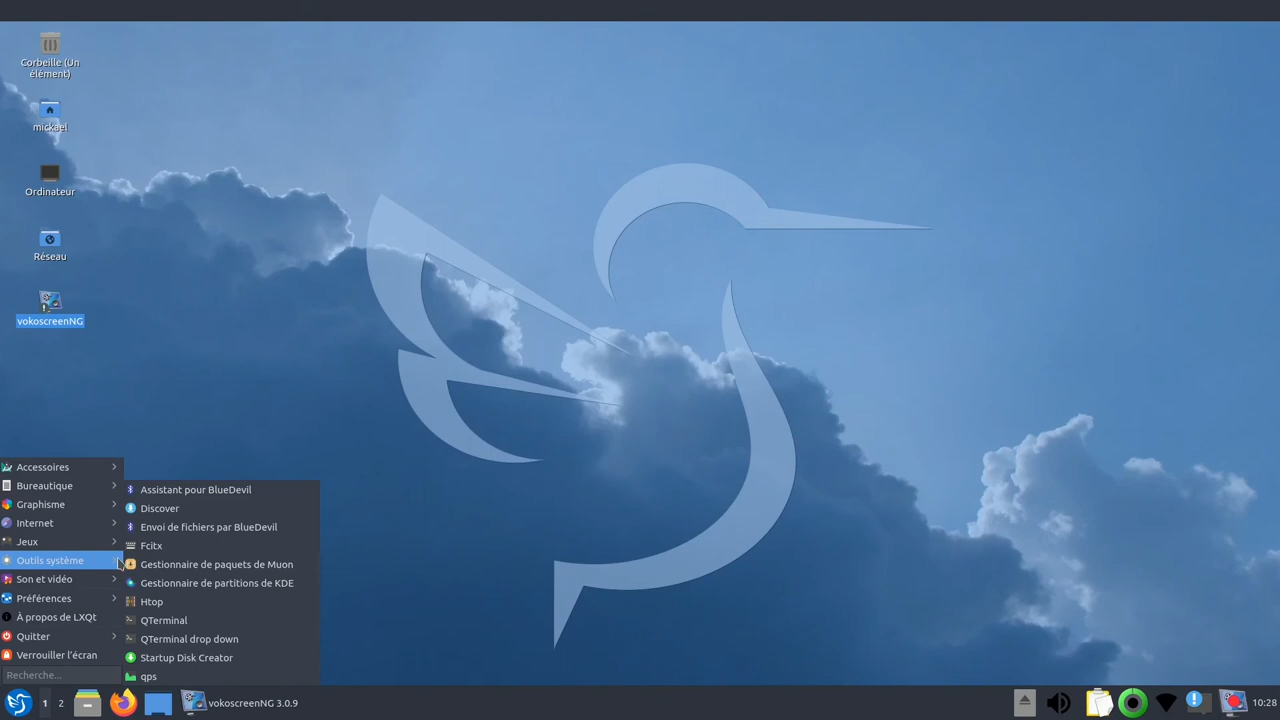 Corbeille (Un
élément)
mickael
Ordinateur
Réseau
vokoscreenNG
Accessoires
Bureautique
Graphisme
Internet
Jeux
Outils système
Son et vidéo
Préférences
À propos de LXQt
Quitter
Verrouiller l'écran
Recherche...
Assistant pour BlueDevil
Discover
Envoi de fichiers par BlueDevil
Fcitx
Gestionnaire de paquets de Muon
Gestionnaire de partitions de KDE
Htop
QTerminal
QTerminal drop down
Startup Disk Creator
qps
1 2 vokoscreenNG 3.0.9 10:28